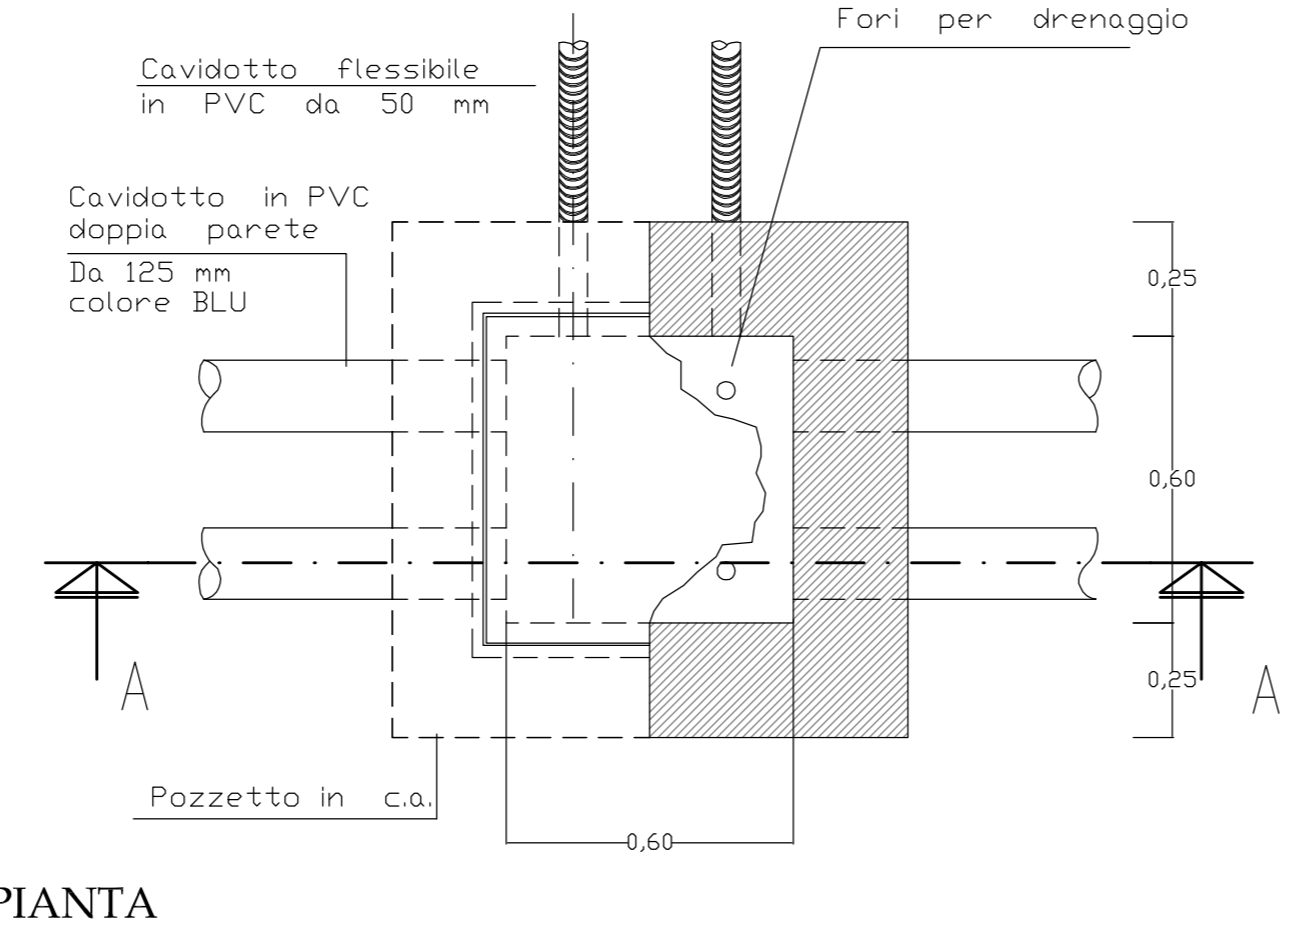 Fori per drenaggio
Cavidotto flessibile
in PVC da 50 mm
Cavidotto in PVC
doppia parete
Da 125 mm
colore BLU
0,25
0,60
0,25
A
A
Pozzetto in c.a.
0,60
PIANTA